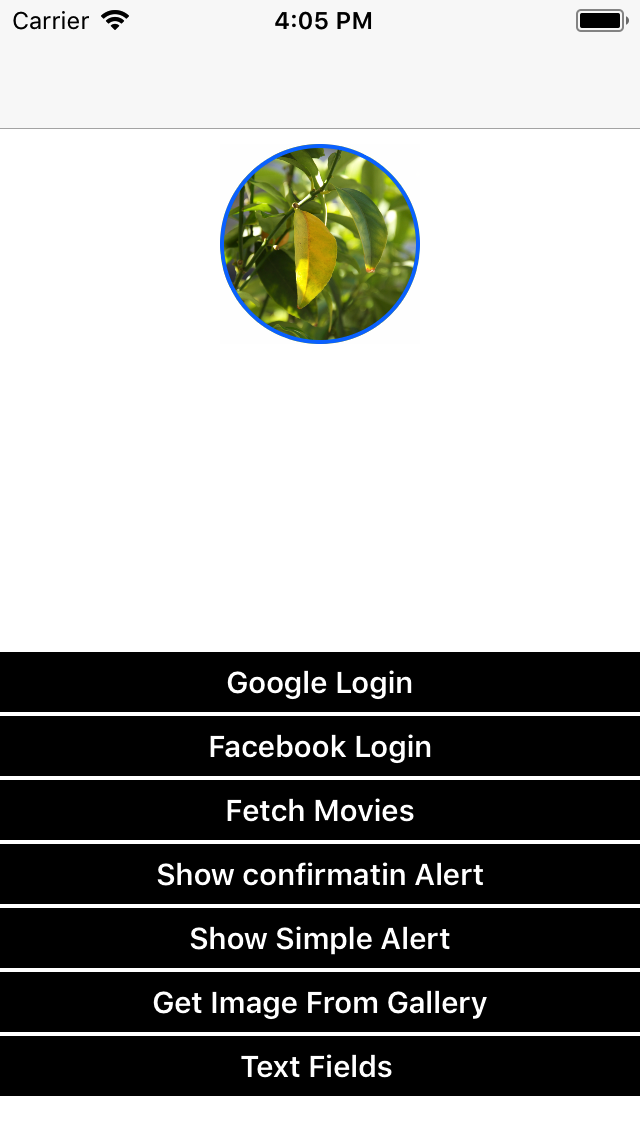 Carrier 4:05 PM
Google Login
Facebook Login
Fetch Movies
Show confirmatin Alert
Show Simple Alert
Get Image From Gallery
Text Fields